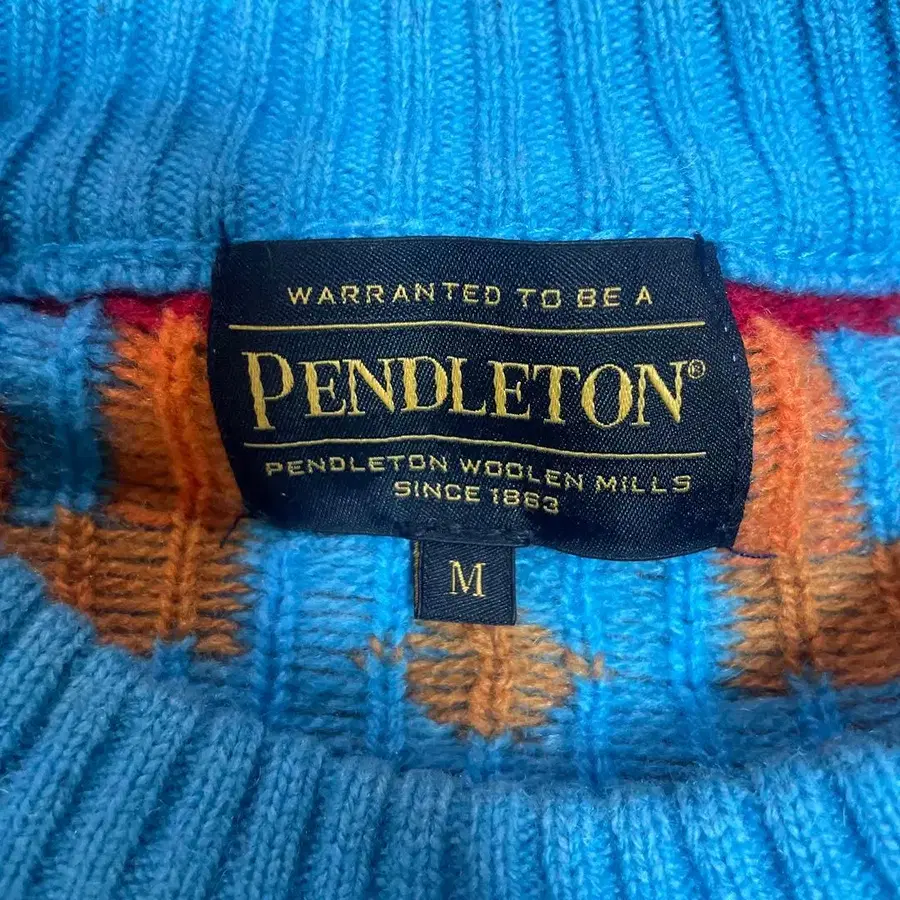 WARRANTED TO BE A
PENDLETON®
PENDLETON WOOLEN MILLS
SINCE 1863
M